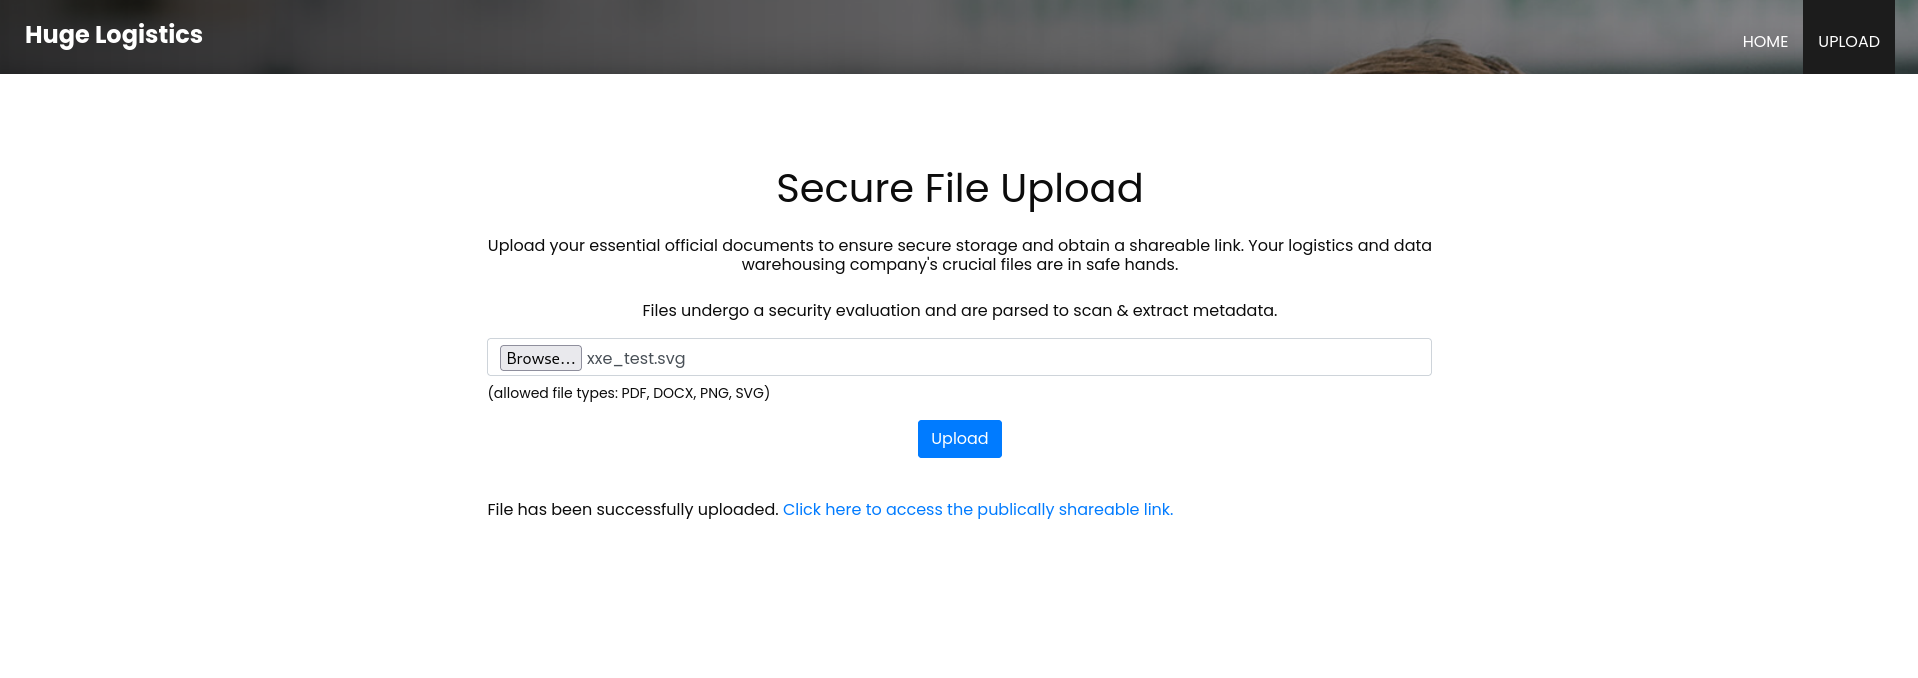 Huge Logistics
HOME
UPLOAD
Secure File Upload
Upload your essential official documents to ensure secure storage and obtain a shareable link. Your logistics and data
warehousing company's crucial files are in safe hands.
Files undergo a security evaluation and are parsed to scan & extract metadata.
Browse… xxe_test.svg
(allowed file types: PDF, DOCX, PNG, SVG)
Upload
File has been successfully uploaded. Click here to access the publically shareable link.